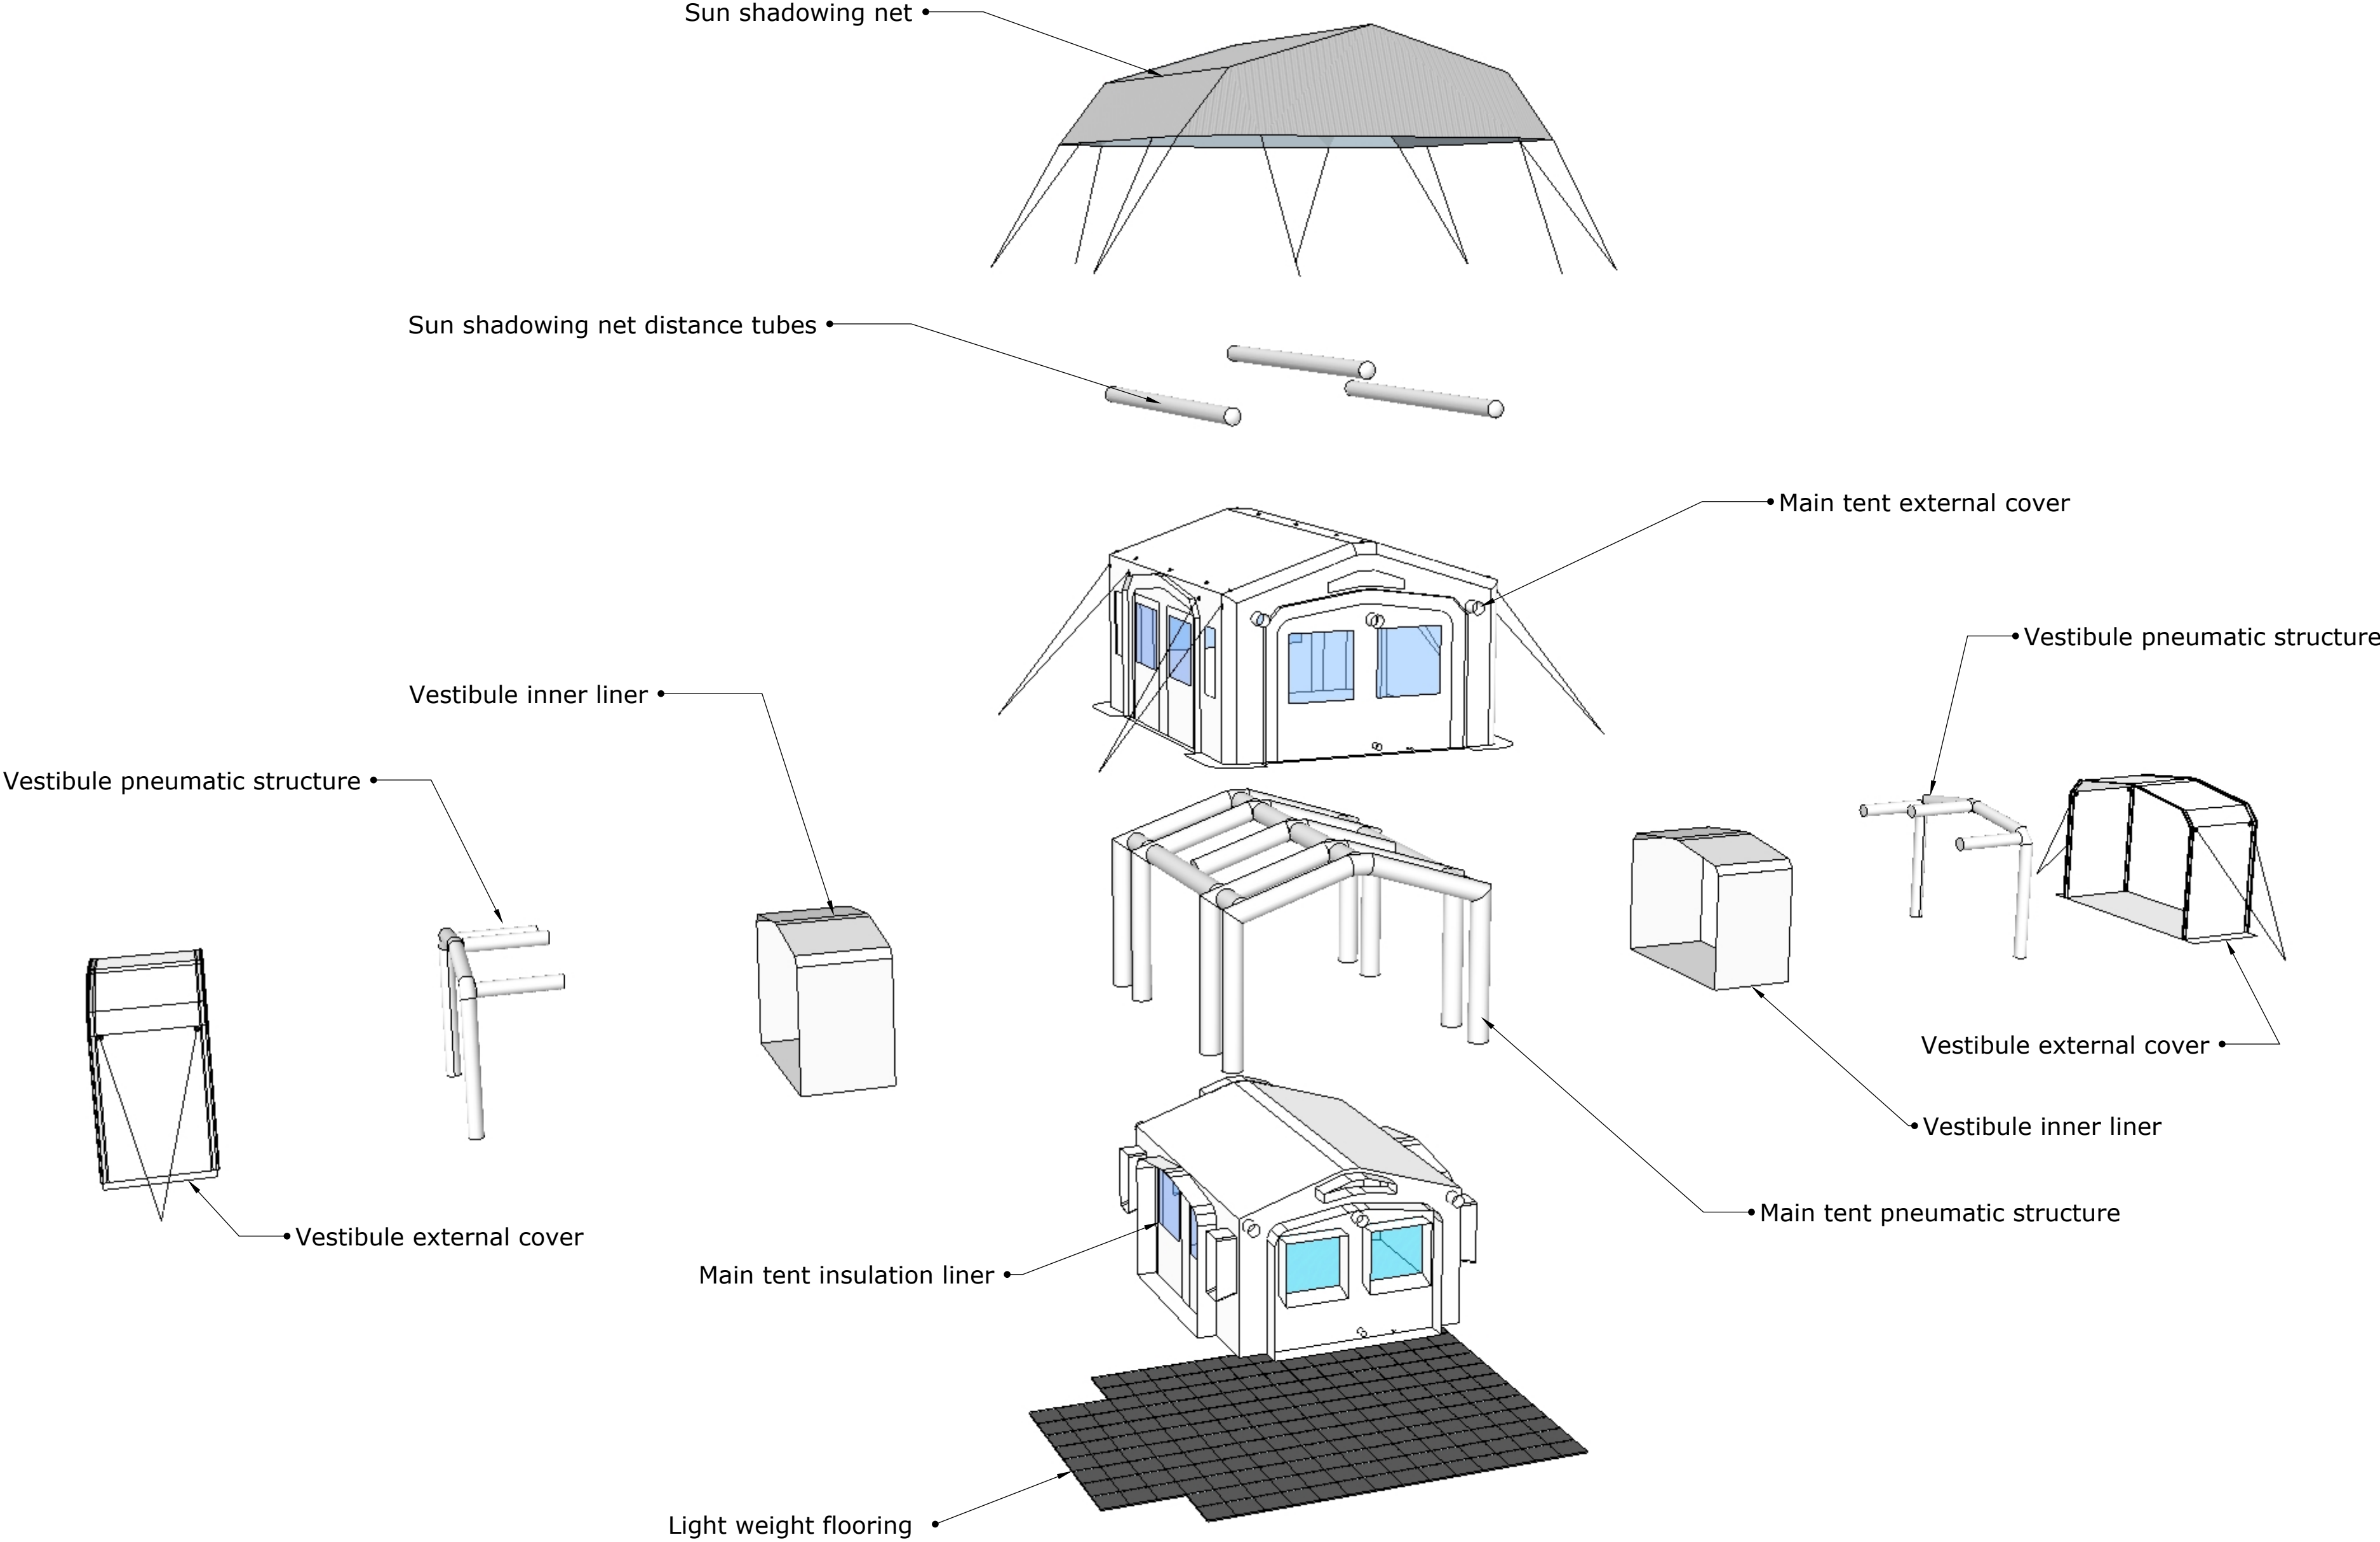 Sun shadowing net
Sun shadowing net distance tubes
Main tent external cover
Vestibule pneumatic structure
Vestibule inner liner
Vestibule pneumatic structure
Vestibule external cover
Vestibule inner liner
Main tent pneumatic structure
Vestibule external cover
Main tent insulation liner
Light weight flooring